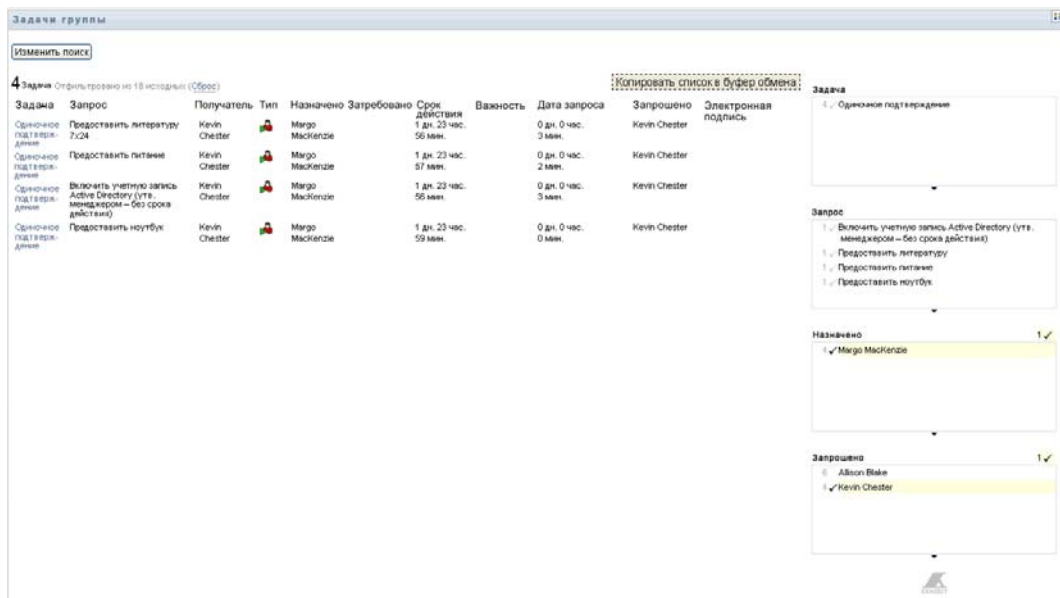 Задачи группы
Изменить поиск
4 Задача Отфильтровано из 18 исходных (Сброс)
Копировать список в буфер обмена
Задача Запрос Получатель Тип Назначено Затребовано Срок действия Важность Дата запроса Запрошено Электронная подпись
Одиночное Предоставить литературу Kevin Margo 1 дн. 23 час. 0 дн. 0 час. Kevin Chester
подтверж- 7x24 Chester MacKenzie 56 мин. 3 мин.
дение
Одиночное Предоставить питание Kevin Margo 1 дн. 23 час. 0 дн. 0 час. Kevin Chester
подтверж- Chester MacKenzie 57 мин. 2 мин.
дение
Одиночное Включить учетную запись Kevin Margo 1 дн. 23 час. 0 дн. 0 час. Kevin Chester
подтверж- Active Directory (утв. Chester MacKenzie 56 мин. 3 мин.
дение менеджером – без срока
действия)
Одиночное Предоставить ноутбук Kevin Margo 1 дн. 23 час. 0 дн. 0 час. Kevin Chester
подтверж- Chester MacKenzie 59 мин. 0 мин.
дение
Задача
4 Одиночное подтверждение
Запрос
1 Включить учетную запись Active Directory (утв.
менеджером – без срока действия)
1 Предоставить литературу
1 Предоставить питание
1 Предоставить ноутбук
Назначено 1
4 Margo MacKenzie
Запрошено 1
6 Allison Blake
4 Kevin Chester